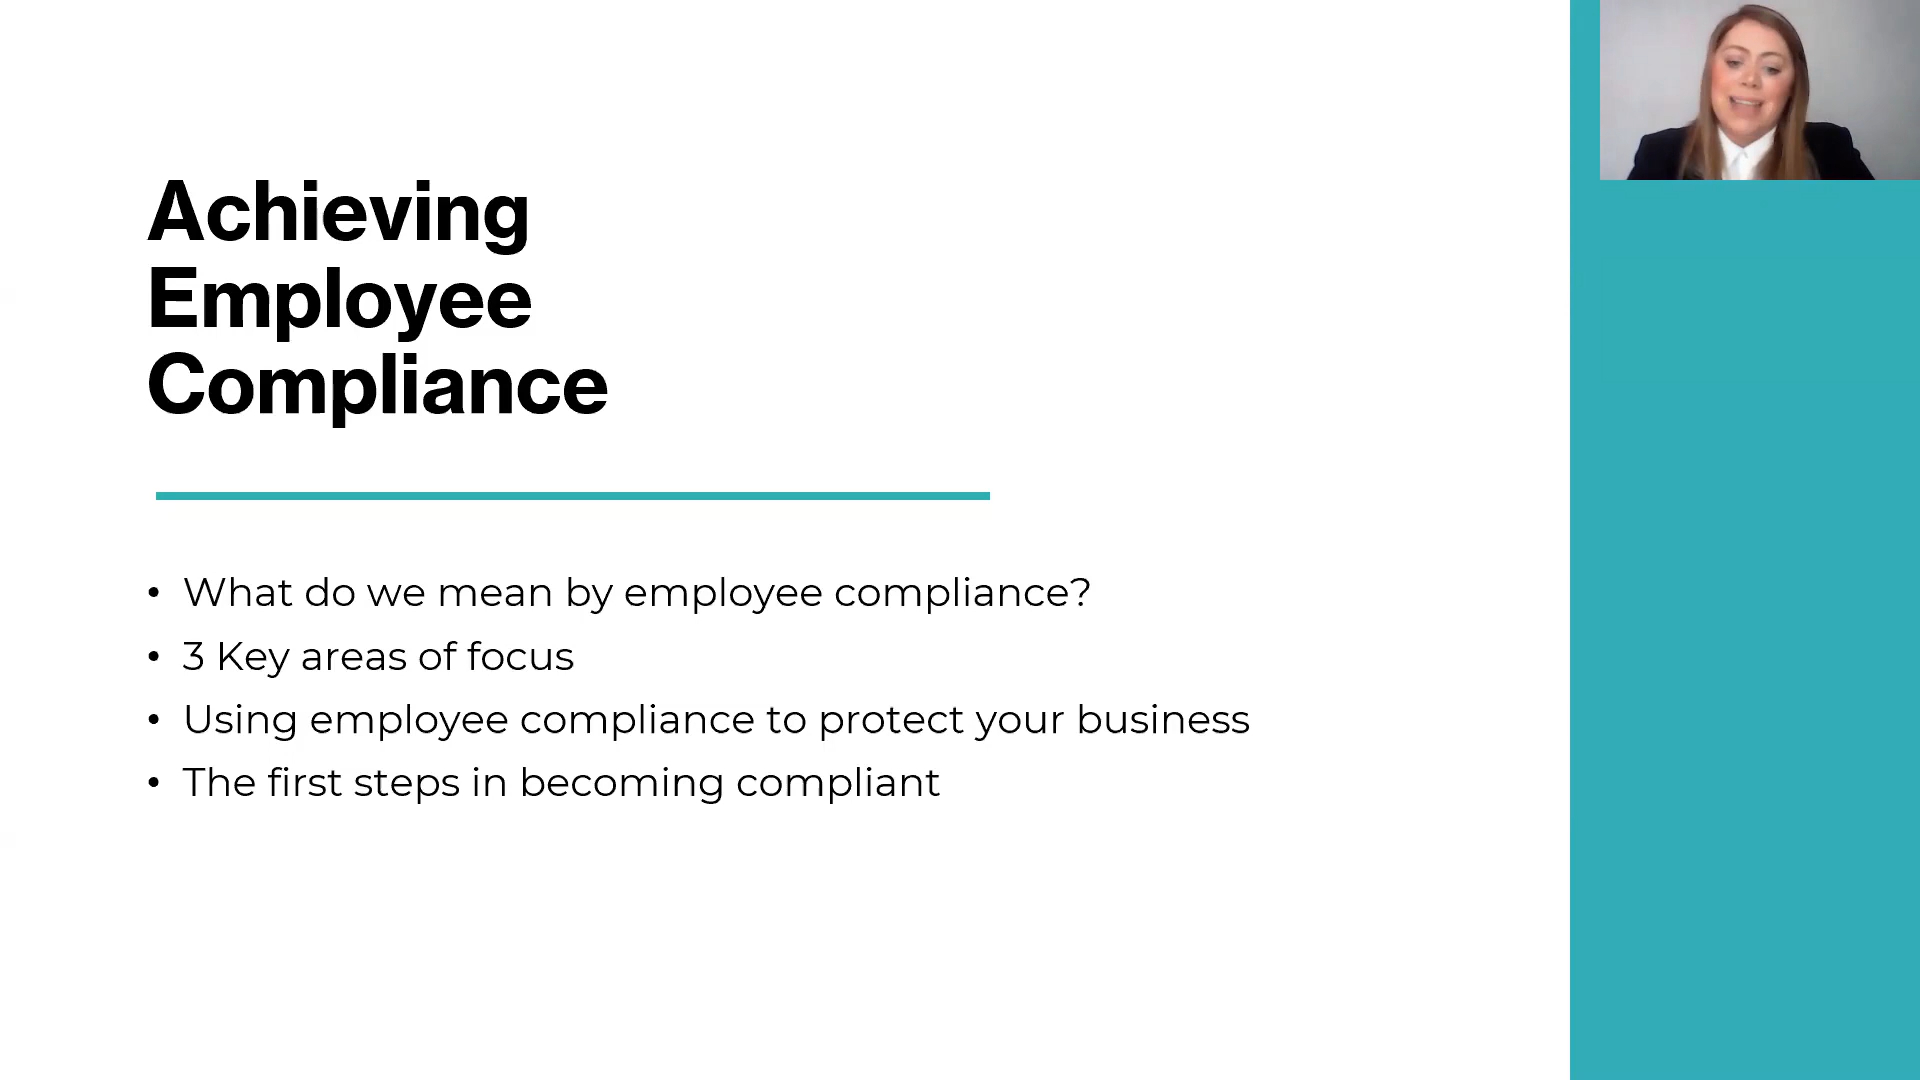 Achieving
Employee
Compliance
• What do we mean by employee compliance?
• 3 Key areas of focus
• Using employee compliance to protect your business
• The first steps in becoming compliant